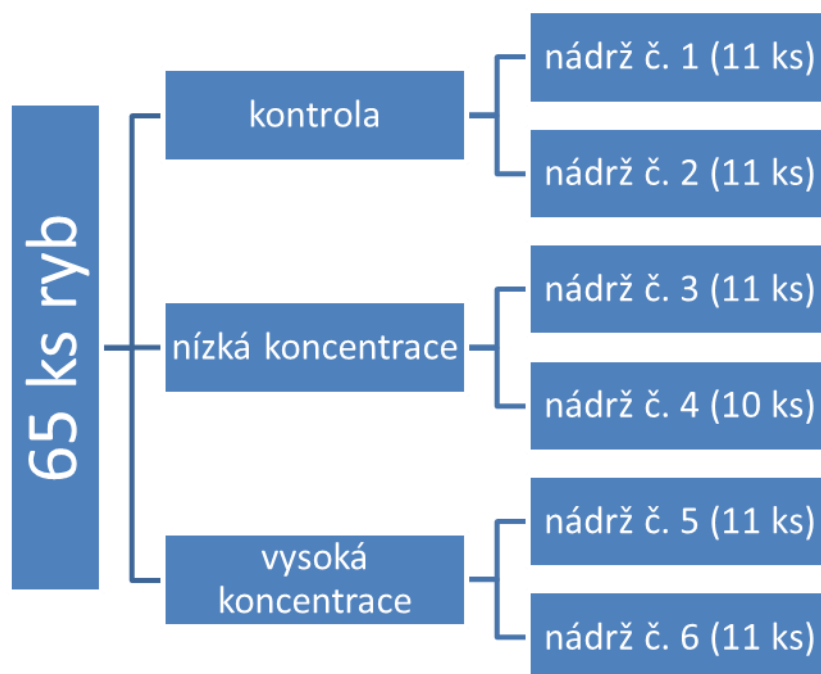 65 ks ryb
kontrola
nádrž č. 1 (11 ks)
nádrž č. 2 (11 ks)
nízká koncentrace
nádrž č. 3 (11 ks)
nádrž č. 4 (10 ks)
vysoká
koncentrace
nádrž č. 5 (11 ks)
nádrž č. 6 (11 ks)